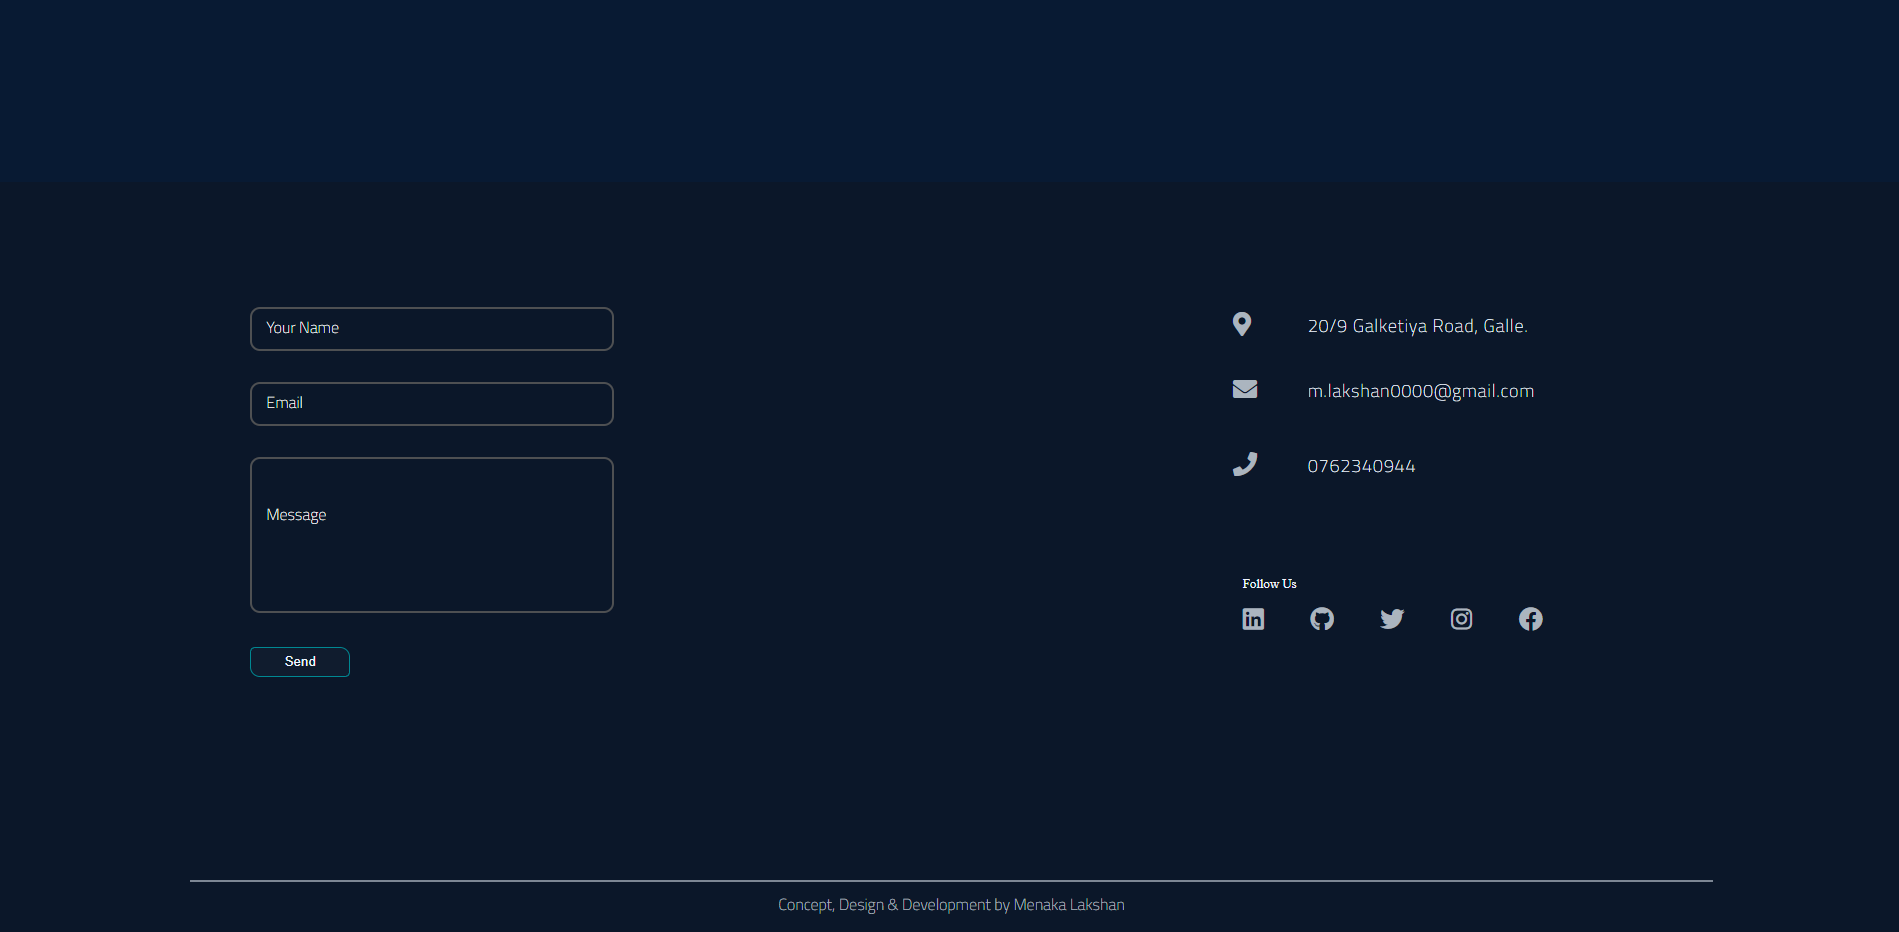 Your Name
Email
Message
Send
20/9 Galketiya Road, Galle.
m.lakshan0000@gmail.com
0762340944
Follow Us
Concept, Design & Development by Menaka Lakshan